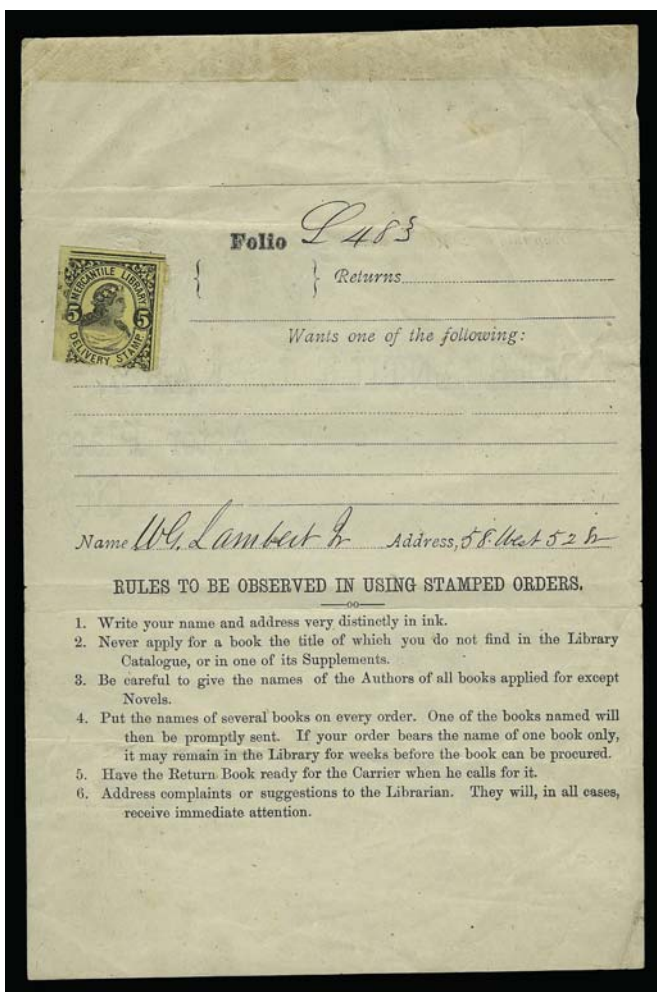 Folio L 483
MERCANTILE LIBRARY
5 5
DELIVERY STAMP
{ } Returns
Wants one of the following:
Name W.G. Lambert Jr Address, 58 West 52
RULES TO BE OBSERVED IN USING STAMPED ORDERS.
1. Write your name and address very distinctly in ink.
2. Never apply for a book the title of which you do not find in the Library
Catalogue, or in one of its Supplements.
3. Be careful to give the names of the Authors of all books applied for except
Novels.
4. Put the names of several books on every order. One of the books named will
then be promptly sent. If your order bears the name of one book only,
it may remain in the Library for weeks before the book can be procured.
5. Have the Return Book ready for the Carrier when he calls for it.
6. Address complaints or suggestions to the Librarian. They will, in all cases,
receive immediate attention.